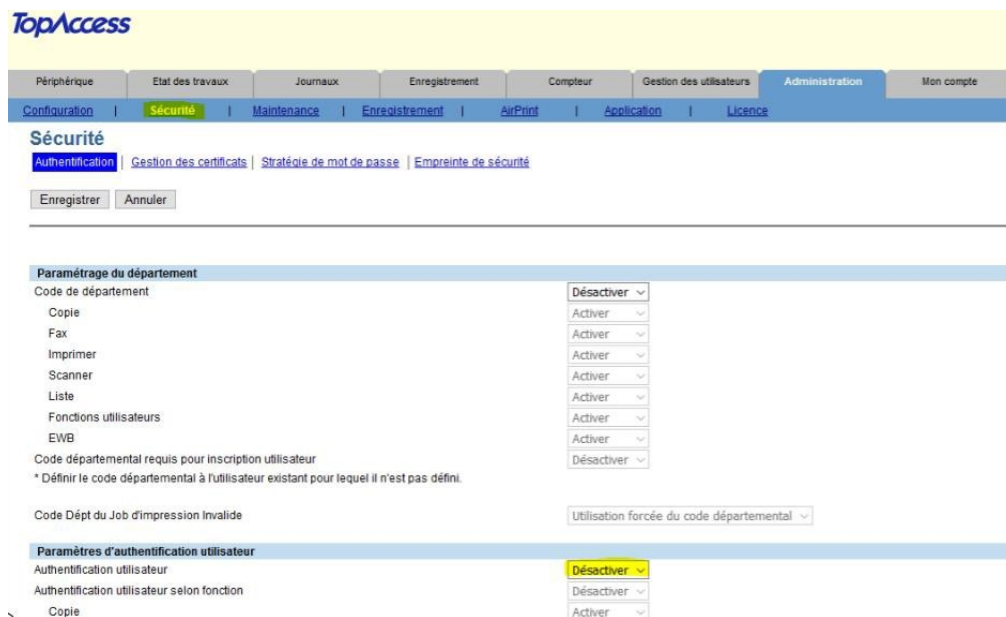 TopAccess
Périphérique Etat des travaux Journaux Enregistrement Compteur Gestion des utilisateurs Administration Mon compte
Configuration | Sécurité | Maintenance | Enregistrement | AirPrint | Application | Licence
Sécurité
Authentification | Gestion des certificats | Stratégie de mot de passe | Empreinte de sécurité
Enregistrer Annuler
Paramétrage du département
Code de département Désactiver
Copie Activer
Fax Activer
Imprimer Activer
Scanner Activer
Liste Activer
Fonctions utilisateurs Activer
EWB Activer
Code départemental requis pour inscription utilisateur Désactiver
* Définir le code départemental à l'utilisateur existant pour lequel il n'est pas défini.
Code Dépt du Job d'impression Invalide Utilisation forcée du code départemental
Paramètres d'authentification utilisateur
Authentification utilisateur Désactiver
Authentification utilisateur selon fonction Désactiver
Copie Activer